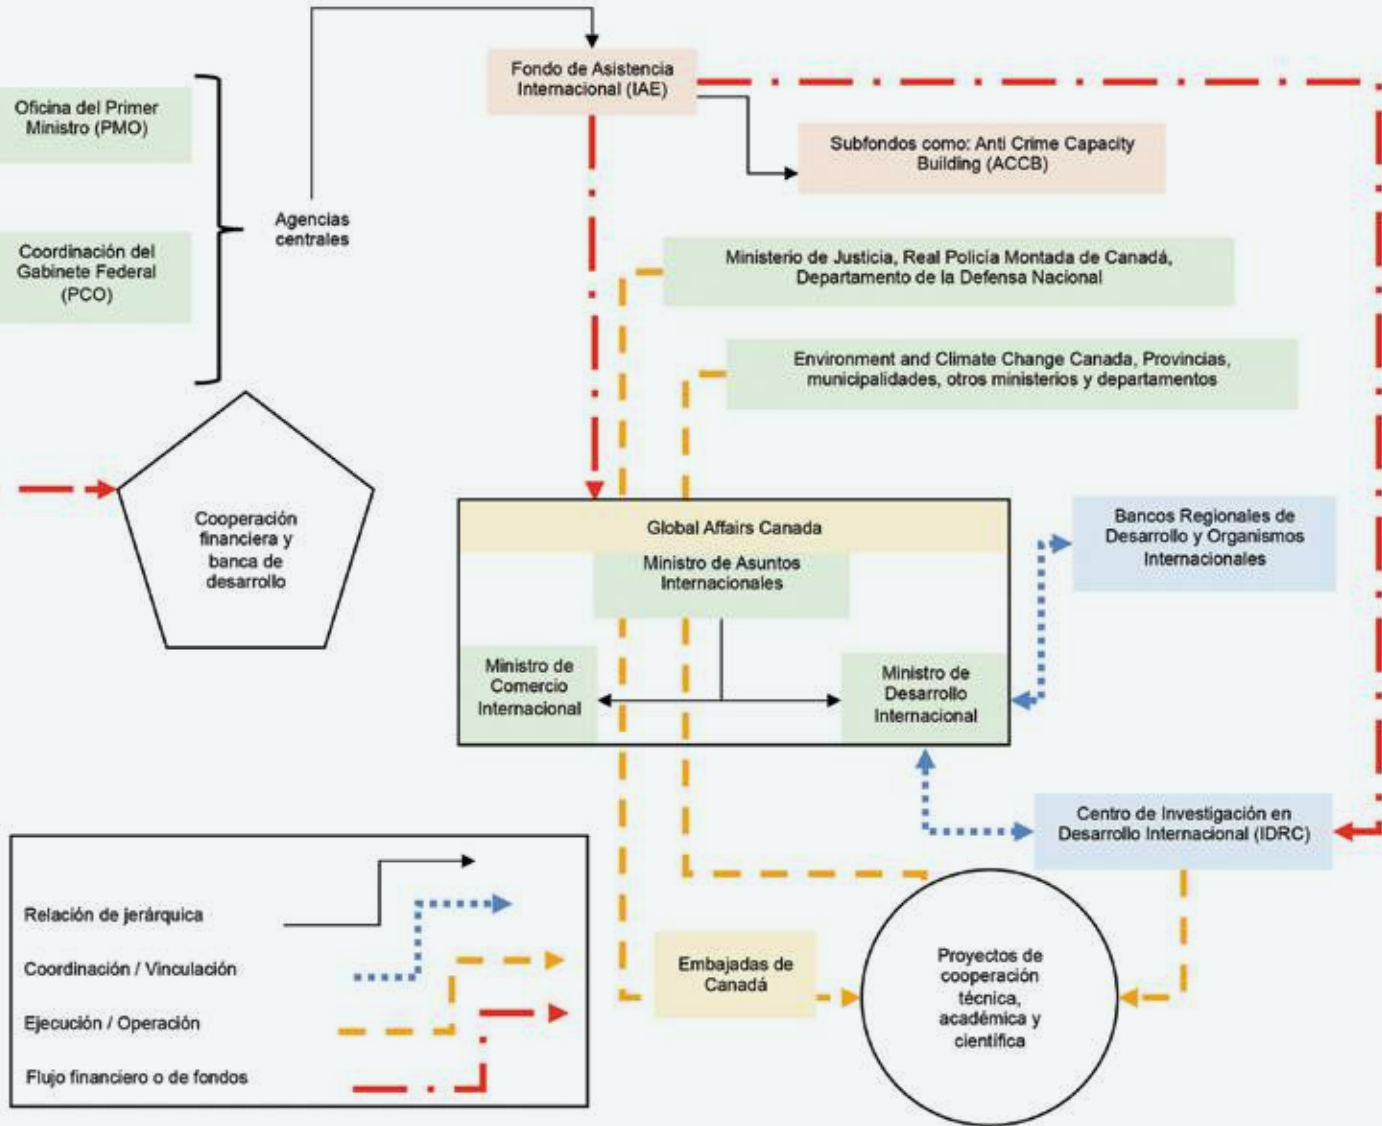 Fondo de Asistencia
Internacional (IAE)
Oficina del Primer
Ministro (PMO)
Subfondos como: Anti Crime Capacity
Building (ACCB)
Agencias
centrales
Coordinación del
Gabinete Federal
(PCO)
Ministerio de Justicia, Real Policía Montada de Canadá,
Departamento de la Defensa Nacional
Environment and Climate Change Canada, Provincias,
municipalidades, otros ministerios y departamentos
Cooperación
financiera y
banca de
desarrollo
Global Affairs Canada
Ministro de Asuntos
Internacionales
Bancos Regionales de
Desarrollo y Organismos
Internacionales
Ministro de
Comercio
Internacional
Ministro de
Desarrollo
Internacional
Centro de Investigación en
Desarrollo Internacional (IDRC)
Relación de jerárquica
Coordinación / Vinculación
Ejecución / Operación
Flujo financiero o de fondos
Embajadas de
Canadá
Proyectos de
cooperación
técnica,
académica y
científica